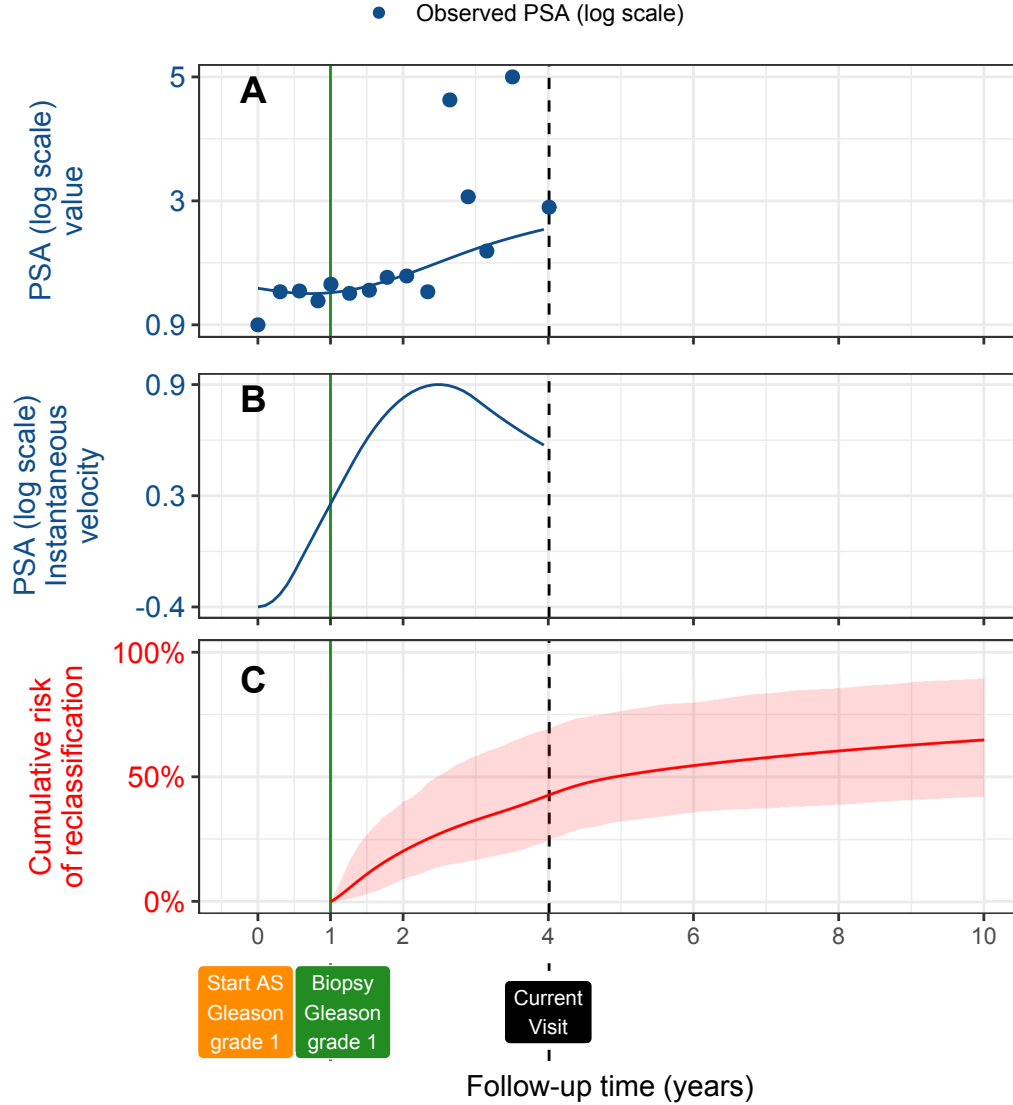 Observed PSA (log scale)
A
PSA (log scale)
value
5
3
0.9
B
PSA (log scale)
Instantaneous
velocity
0.9
0.3
-0.4
C
Cumulative risk
of reclassification
100%
50%
0%
0 1 2 4 6 8 10
Start AS
Gleason
grade 1
Biopsy
Gleason
grade 1
Current
Visit
Follow-up time (years)